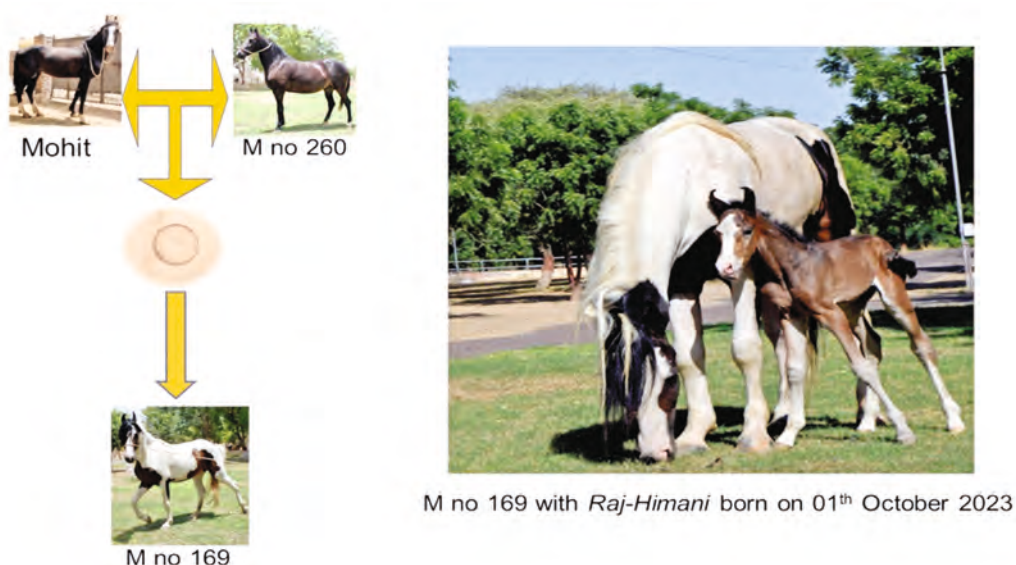 Mohit
M no 260
M no 169
M no 169 with Raj-Himani born on 01th October 2023